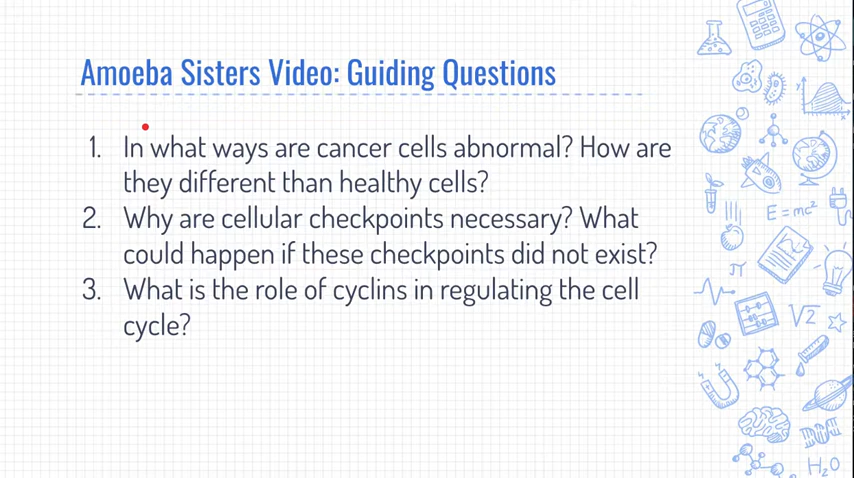 Amoeba Sisters Video: Guiding Questions
1. In what ways are cancer cells abnormal? How are
they different than healthy cells?
2. Why are cellular checkpoints necessary? What
could happen if these checkpoints did not exist?
3. What is the role of cyclins in regulating the cell
cycle?
E=mc²
π
√2
H₂O